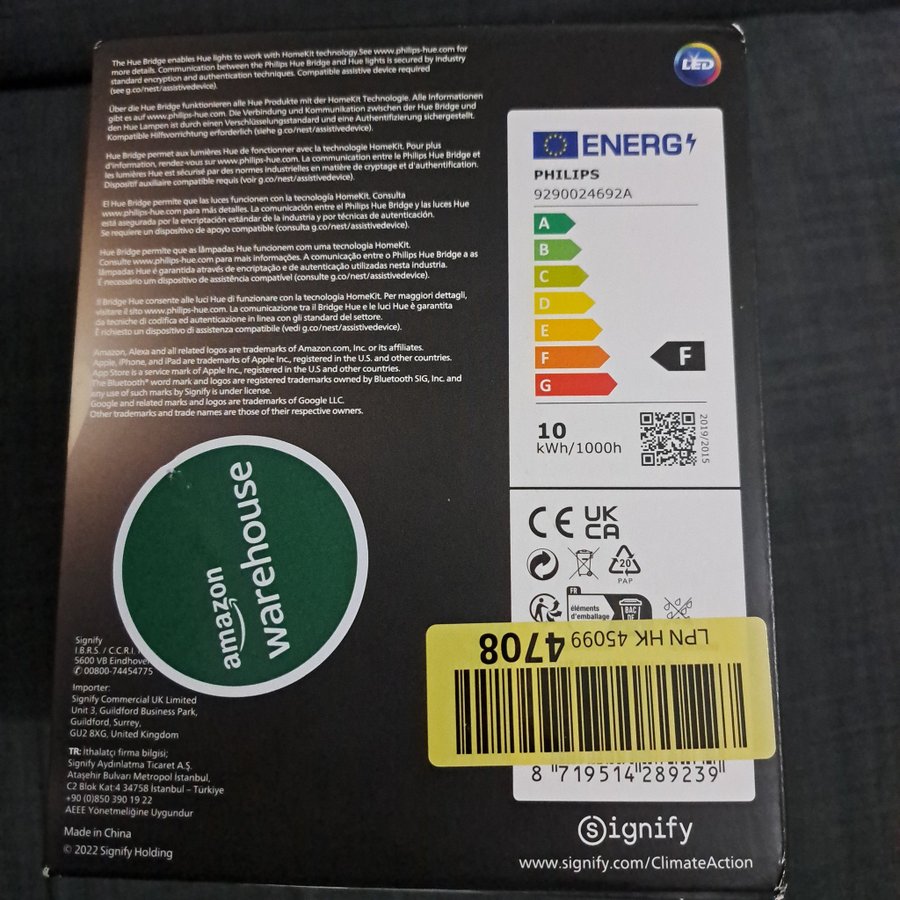 The Hue Bridge enables Hue lights to work with HomeKit technology.See www.philips-hue.com for
more details. Communication between the Philips Hue Bridge and Hue lights is secured by industry
standard encryption and authentication techniques. Compatible assistive device required
(see g.co/nest/assistivedevice).
Über die Hue Bridge funktionieren alle Hue Produkte mit der HomeKit Technologie. Alle Informationen
gibt es auf www.philips-hue.com. Die Verbindung und Kommunikation zwischen der Hue Bridge und
den Hue Lampen ist durch einen Verschlüsselungsstandard und eine Authentifizierung sichergestellt.
Kompatible Hilfsvorrichtung erforderlich (siehe g.co/nest/assistivedevice).
Hue Bridge permet aux lumières Hue de fonctionner avec la technologie HomeKit. Pour plus
d'information, rendez-vous sur www.philips-hue.com. La communication entre le Philips Hue Bridge et
les lumières Hue est sécurisé par des normes industrielles en matière de cryptage et d'authentification.
Dispositif auxiliaire compatible requis (voir g.co/nest/assistivedevice).
El Hue Bridge permite que las luces funcionen con la tecnología HomeKit. Consulta
www.philips-hue.com para más detalles. La comunicación entre el Philips Hue Bridge y las luces Hue
está asegurada por la encriptación estándar de la industria y por técnicas de autenticación.
Se requiere un dispositivo de apoyo compatible (consulta g.co/nest/assistivedevice).
Hue Bridge permite que as lâmpadas Hue funcionem com uma tecnologia HomeKit.
Consulte www.philips-hue.com para mais informações. A comunicação entre o Philips Hue Bridge a as
lâmpadas Hue é garantida através de encriptação e de autenticação utilizadas nesta industria.
É necessário um dispositivo de assistência compatível (consulte g.co/nest/assistivedevice).
Il Bridge Hue consente alle luci Hue di funzionare con la tecnologia HomeKit. Per maggiori dettagli,
visitare il sito www.philips-hue.com. La comunicazione tra il Bridge Hue e le luci Hue è garantita
da tecniche di codifica ed autenticazione in linea con gli standard del settore.
È richiesto un dispositivo di assistenza compatibile (vedi g.co/nest/assistivedevice).
Amazon, Alexa and all related logos are trademarks of Amazon.com, Inc. or its affiliates.
Apple, iPhone, and iPad are trademarks of Apple Inc., registered in the U.S. and other countries.
App Store is a service mark of Apple Inc., registered in the U.S and other countries.
The Bluetooth® word mark and logos are registered trademarks owned by Bluetooth SIG, Inc. and
any use of such marks by Signify is under license.
Google and related marks and logos are trademarks of Google LLC.
Other trademarks and trade names are those of their respective owners.
amazon
warehouse
Signify
I.B.R.S. / C.C.R.I.
5600 VB Eindhoven
✆ 00800-74454775
Importer:
Signify Commercial UK Limited
Unit 3, Guildford Business Park,
Guildford, Surrey,
GU2 8XG, United Kingdom
TR: İthalatçı firma bilgisi;
Signify Aydınlatma Ticaret A.Ş.
Ataşehir Bulvarı Metropol İstanbul,
C2 Blok Kat:4 34758 İstanbul – Türkiye
+90 (0)850 390 19 22
AEEE Yönetmeliğine Uygundur
Made in China
© 2022 Signify Holding
LED
ENERG
PHILIPS
9290024692A
A
B
C
D
E
F
F
G
10
kWh/1000h
2019/2015
CE UK
CA
20
PAP
FR
éléments
d'emballage
BAC
DE
TRI
LPN HK 45099 4708
8 719514 289239
Signify
www.signify.com/ClimateAction